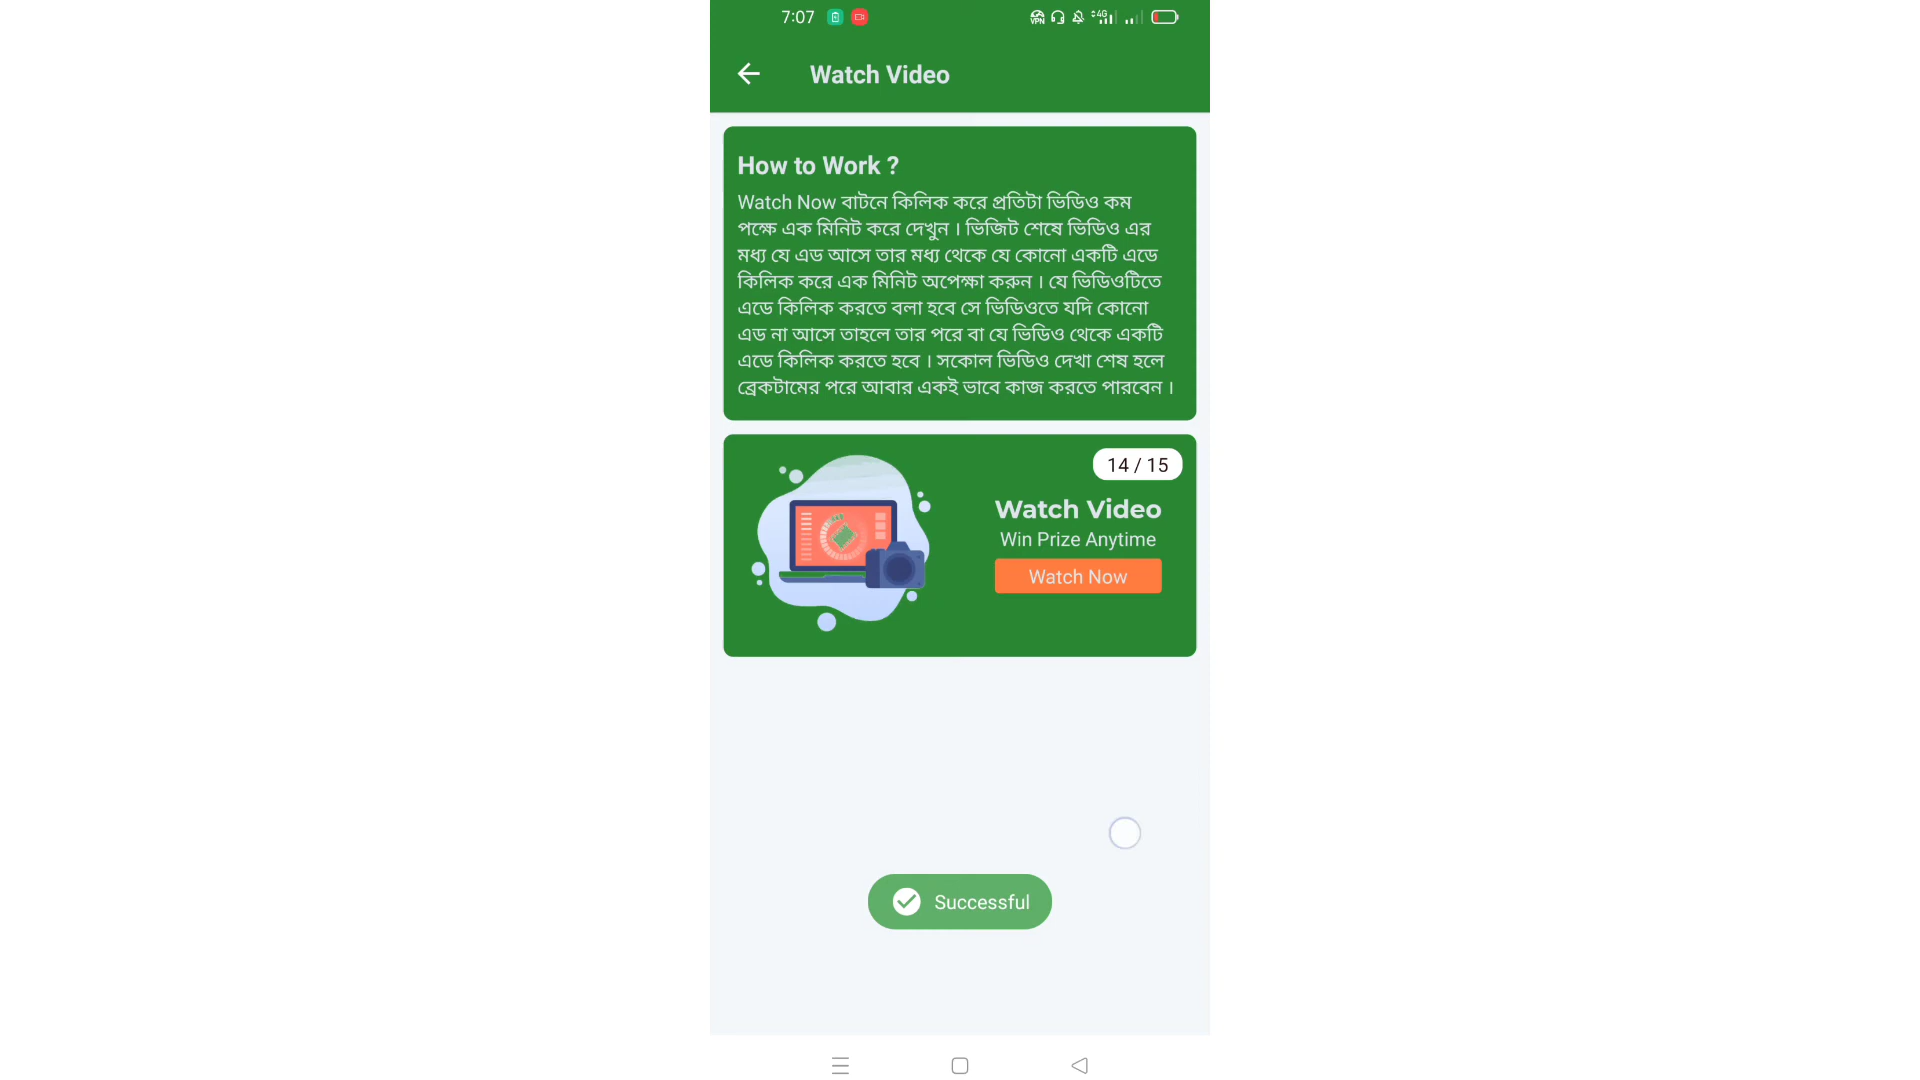 7:07
VPN 4G
Watch Video
How to Work ?
Watch Now বাটনে কিলিক করে প্রতিটা ভিডিও কম
পক্ষে এক মিনিট করে দেখুন । ভিজিট শেষে ভিডিও এর
মধ্য যে এড আসে তার মধ্য থেকে যে কোনো একটি এডে
কিলিক করে এক মিনিট অপেক্ষা করুন । যে ভিডিওটিতে
এডে কিলিক করতে বলা হবে সে ভিডিওতে যদি কোনো
এড না আসে তাহলে তার পরে বা যে ভিডিও থেকে একটি
এডে কিলিক করতে হবে । সকোল ভিডিও দেখা শেষ হলে
ব্রেকটামের পরে আবার একই ভাবে কাজ করতে পারবেন ।
14 / 15
Watch Video
Win Prize Anytime
Watch Now
Successful